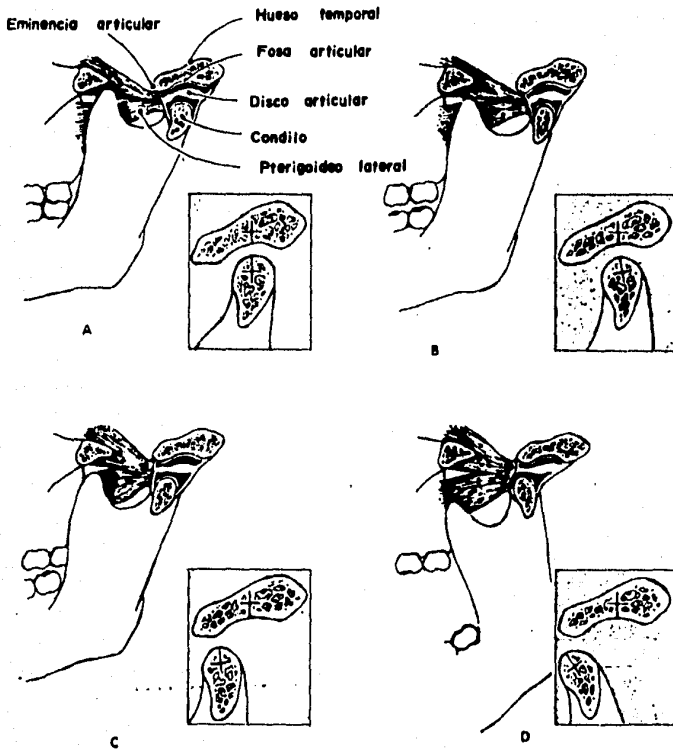 Eminencia articular
Hueso temporal
Fosa articular
Disco articular
Condilo
Pterigoideo lateral
A
B
C
D